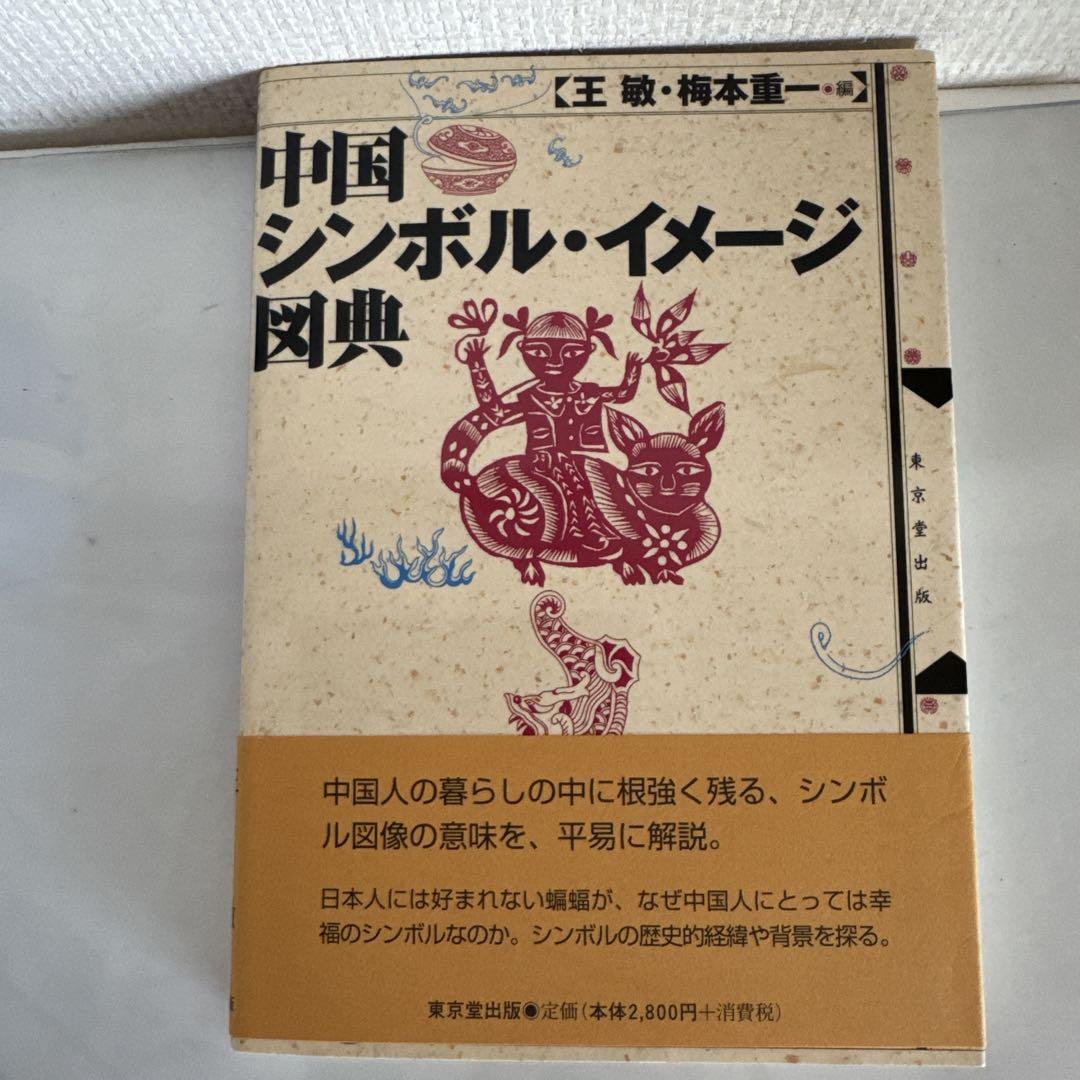 【王 敏・梅本重一●編】
中国
シンボル・イメージ
図典
東京堂出版
中国人の暮らしの中に根強く残る、シンボ
ル図像の意味を、平易に解説。
日本人には好まれない蝙蝠が、なぜ中国人にとっては幸
福のシンボルなのか。シンボルの歴史的経緯や背景を探る。
東京堂出版◉定価(本体2,800円+消費税)